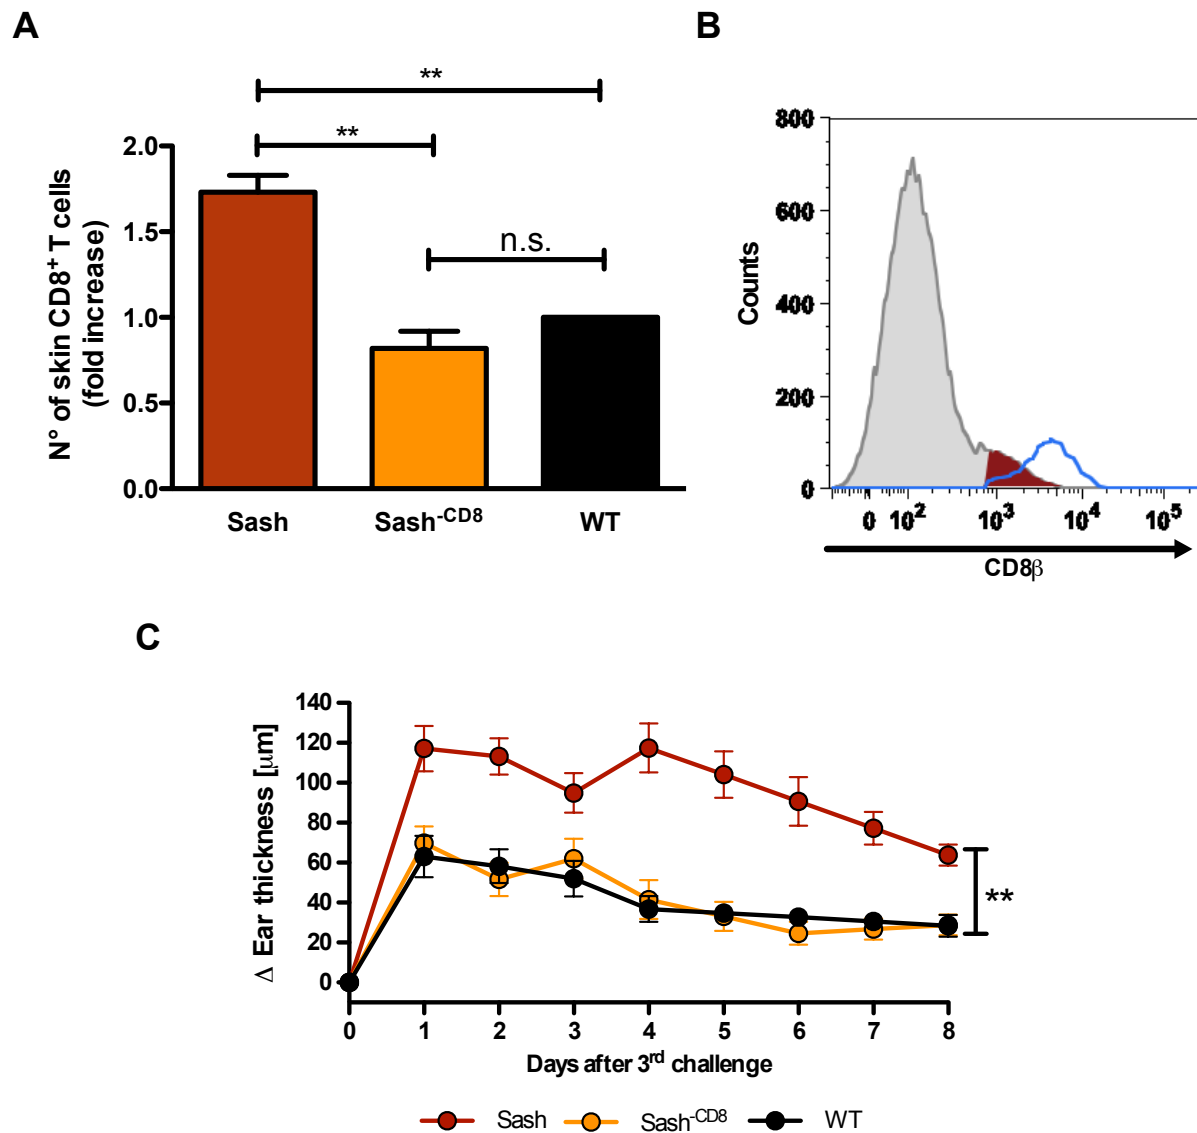 A
**
**
n.s.
N° of skin CD8⁺ T cells
(fold increase)
2.0
1.5
1.0
0.5
0.0
Sash
Sash⁻ᶜᴰ⁸
WT
B
Counts
800
600
400
200
0
0 10² 10³ 10⁴ 10⁵
CD8β
C
Δ Ear thickness [μm]
140
120
100
80
60
40
20
0
**
0 1 2 3 4 5 6 7 8
Days after 3ʳᵈ challenge
Sash Sash⁻ᶜᴰ⁸ WT